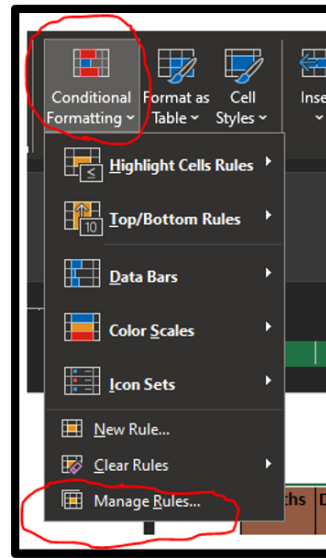 Conditional
Formatting
Format as
Table
Cell
Styles
Highlight Cells Rules
≤
Top/Bottom Rules
10
Data Bars
Color Scales
Icon Sets
New Rule...
Clear Rules
Manage Rules...